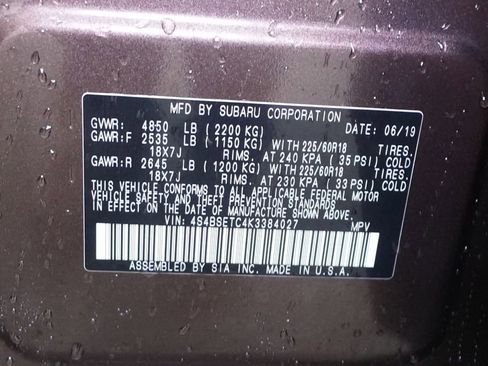 MFD BY SUBARU CORPORATION
GVWR: 4850 LB (2200 KG) DATE: 06/19
GAWR:F 2535 LB (1150 KG) WITH 225/60R18 TIRES.
18X7J RIMS. AT 240 KPA (35 PSI) COLD
GAWR:R 2645 LB (1200 KG) WITH 225/60R18 TIRES.
18X7J RIMS. AT 230 KPA (33 PSI) COLD
THIS VEHICLE CONFORMS TO ALL APPLICABLE FEDERAL MOTOR
VEHICLE SAFETY, BUMPER, AND THEFT PREVENTION STANDARDS
IN EFFECT ON THE DATE OF MANUFACTURE SHOWN ABOVE.
VIN: 4S4BSETC4K3384027 MPV
ASSEMBLED BY SIA INC. MADE IN U.S.A.